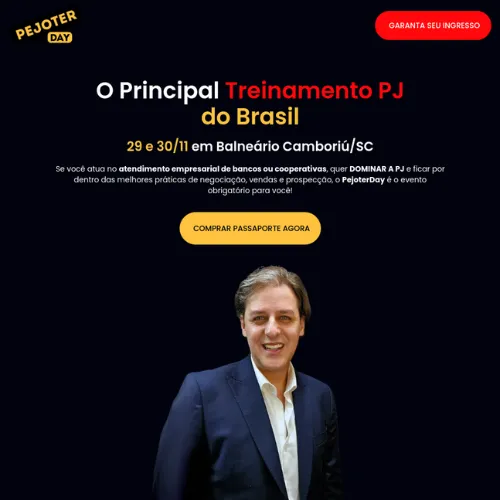 PEJOTER
DAY
GARANTA SEU INGRESSO
O Principal Treinamento PJ
do Brasil
29 e 30/11 em Balneário Camboriú/SC
Se você atua no atendimento empresarial de bancos ou cooperativas, quer DOMINAR A PJ e ficar por
dentro das melhores práticas de negociação, vendas e prospecção, o PejoterDay é o evento
obrigatório para você!
COMPRAR PASSAPORTE AGORA